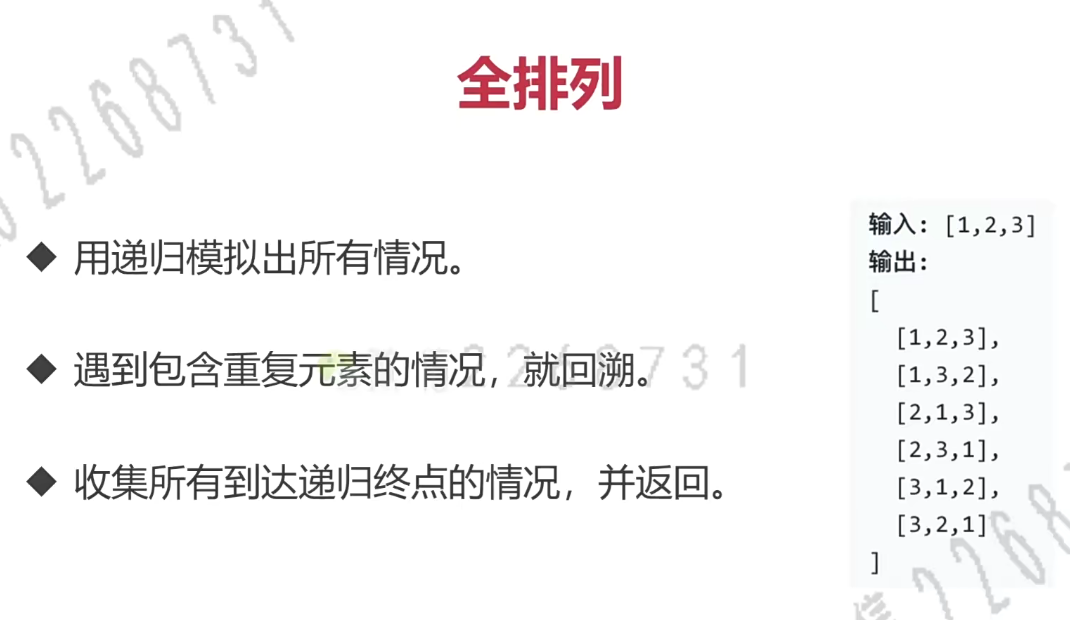 全排列
◆ 用递归模拟出所有情况。
◆ 遇到包含重复元素的情况，就回溯。
◆ 收集所有到达递归终点的情况，并返回。
输入: [1,2,3]
输出:
[
[1,2,3],
[1,3,2],
[2,1,3],
[2,3,1],
[3,1,2],
[3,2,1]
]
2268731
2268731